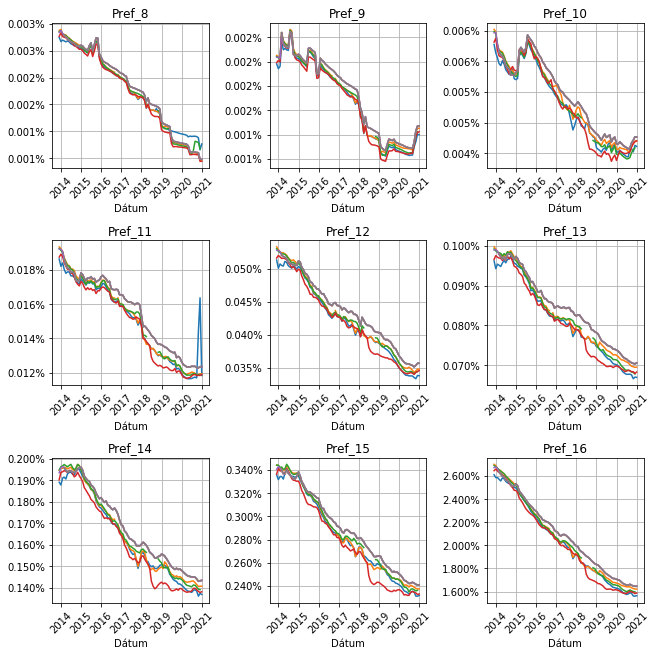 Pref_8 Pref_9 Pref_10
0.003% 0.002% 0.006%
0.002% 0.002% 0.006%
0.002% 0.002% 0.005%
0.002% 0.001% 0.005%
0.001% 0.001% 0.004%
0.001%
2014 2015 2016 2017 2018 2019 2020 2021 2014 2015 2016 2017 2018 2019 2020 2021 2014 2015 2016 2017 2018 2019 2020 2021
Dátum Dátum Dátum
Pref_11 Pref_12 Pref_13
0.018% 0.050% 0.100%
0.016% 0.045% 0.090%
0.014% 0.040% 0.080%
0.012% 0.035% 0.070%
2014 2015 2016 2017 2018 2019 2020 2021 2014 2015 2016 2017 2018 2019 2020 2021 2014 2015 2016 2017 2018 2019 2020 2021
Dátum Dátum Dátum
Pref_14 Pref_15 Pref_16
0.200% 0.340% 2.600%
0.190% 0.320% 2.400%
0.180% 0.300% 2.200%
0.170% 0.280% 2.000%
0.160% 0.260% 1.800%
0.150% 0.240% 1.600%
0.140%
2014 2015 2016 2017 2018 2019 2020 2021 2014 2015 2016 2017 2018 2019 2020 2021 2014 2015 2016 2017 2018 2019 2020 2021
Dátum Dátum Dátum